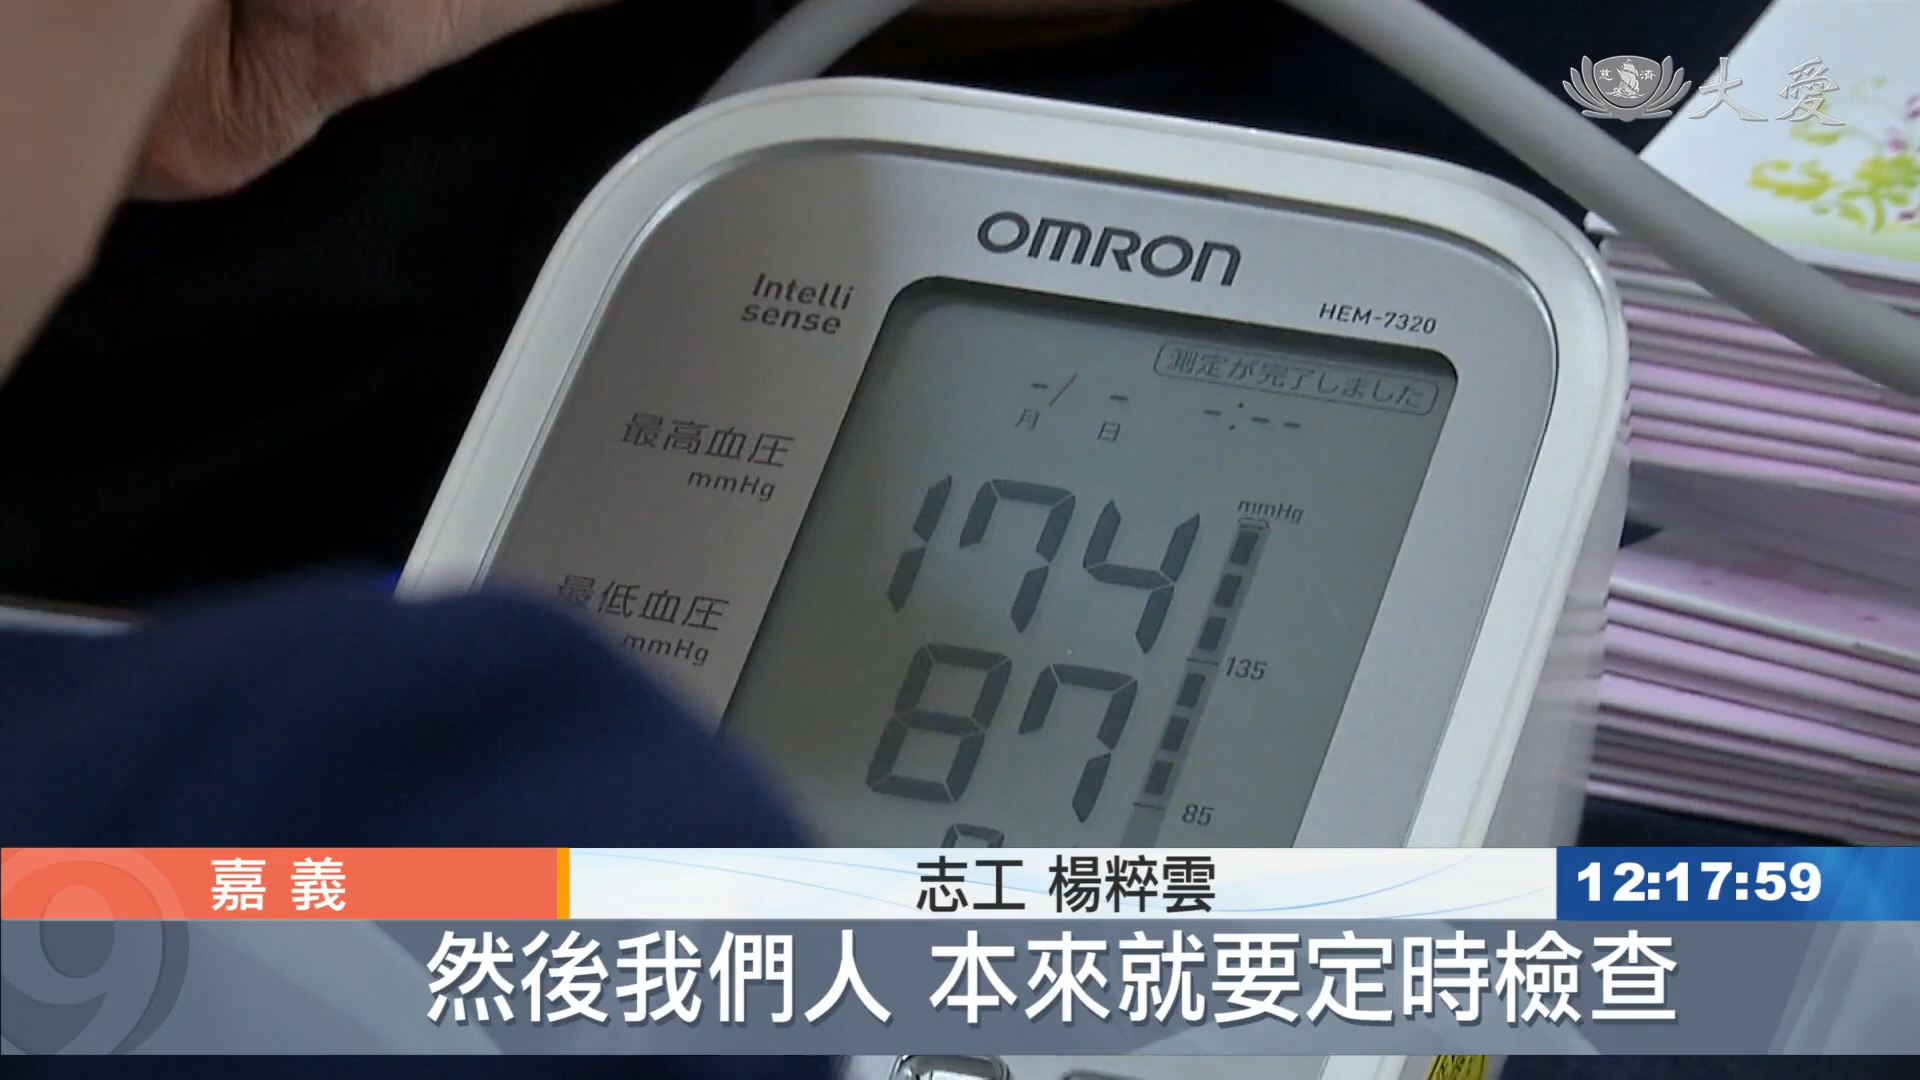 慈濟
大愛
OMRON
Intelli
sense
HEM-7320
測定が完了しました
-/ - -:--
月 日
最高血圧
mmHg
174
mmHg
135
最低血圧
mmHg
87
85
嘉義
志工 楊粹雲
12:17:59
然後我們人 本來就要定時檢查